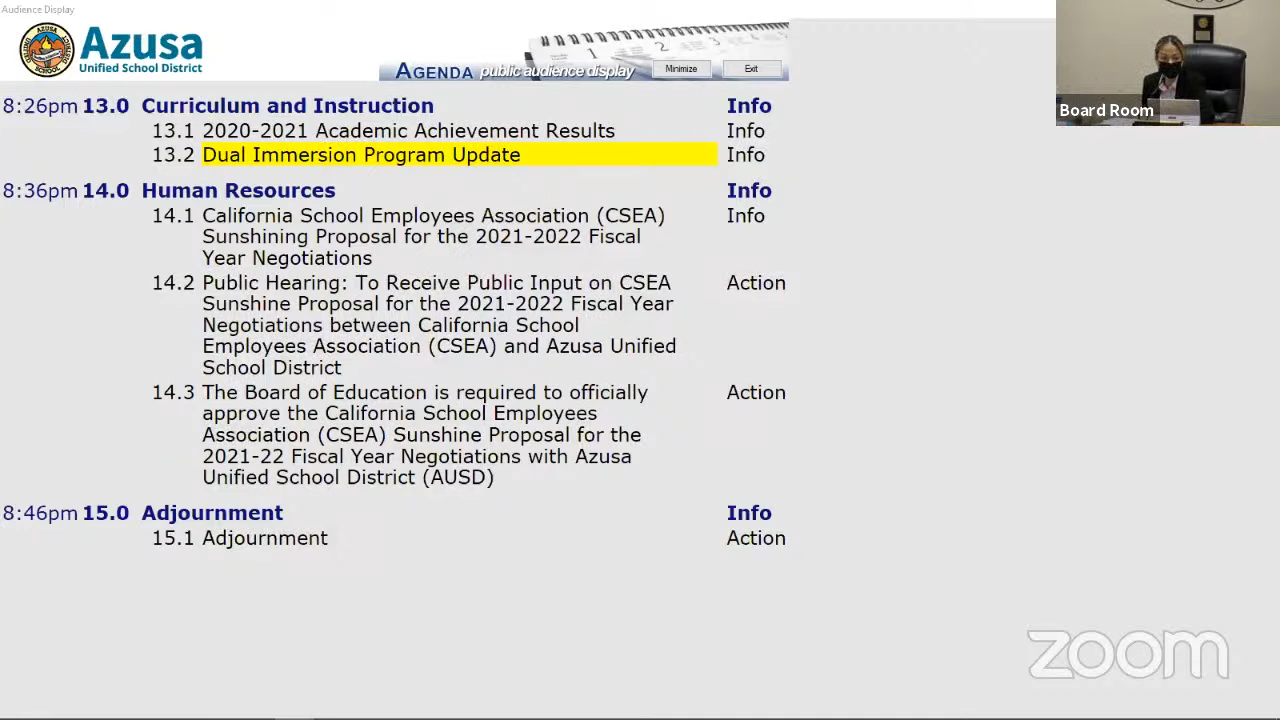 Audience Display
Azusa
Unified School District
AGENDA public audience display
Minimize
Exit
1 2 3 4 5
Board Room
8:26pm 13.0 Curriculum and Instruction Info
13.1 2020-2021 Academic Achievement Results Info
13.2 Dual Immersion Program Update Info
8:36pm 14.0 Human Resources Info
14.1 California School Employees Association (CSEA) Info
Sunshining Proposal for the 2021-2022 Fiscal
Year Negotiations
14.2 Public Hearing: To Receive Public Input on CSEA Action
Sunshine Proposal for the 2021-2022 Fiscal Year
Negotiations between California School
Employees Association (CSEA) and Azusa Unified
School District
14.3 The Board of Education is required to officially Action
approve the California School Employees
Association (CSEA) Sunshine Proposal for the
2021-22 Fiscal Year Negotiations with Azusa
Unified School District (AUSD)
8:46pm 15.0 Adjournment Info
15.1 Adjournment Action
zoom